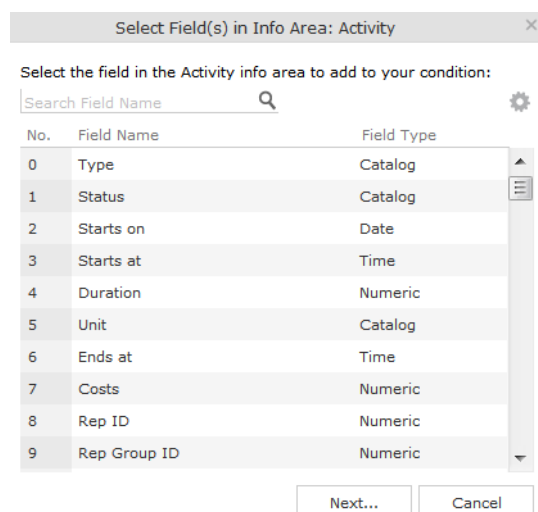 Select Field(s) in Info Area: Activity
Select the field in the Activity info area to add to your condition:
Search Field Name
No. Field Name Field Type
0 Type Catalog
1 Status Catalog
2 Starts on Date
3 Starts at Time
4 Duration Numeric
5 Unit Catalog
6 Ends at Time
7 Costs Numeric
8 Rep ID Numeric
9 Rep Group ID Numeric
Next... Cancel